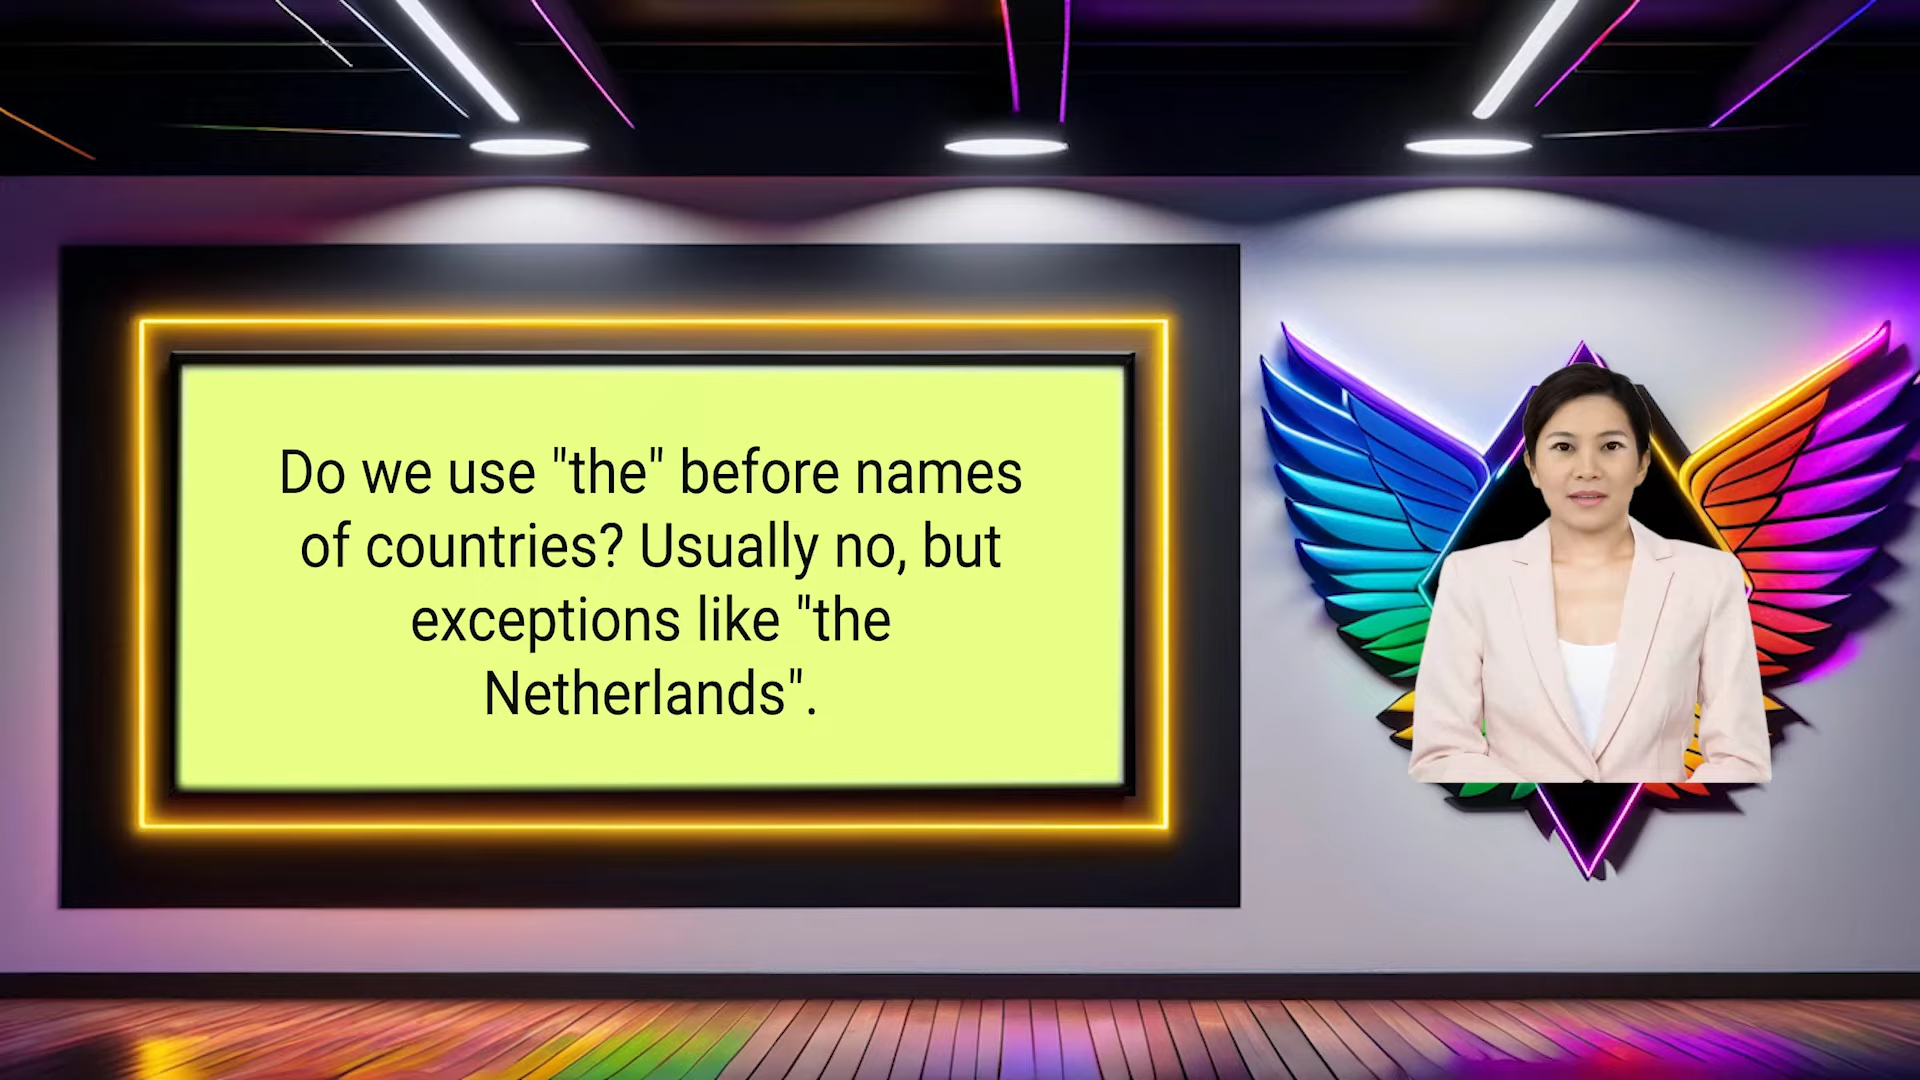 Do we use "the" before names
of countries? Usually no, but
exceptions like "the
Netherlands".